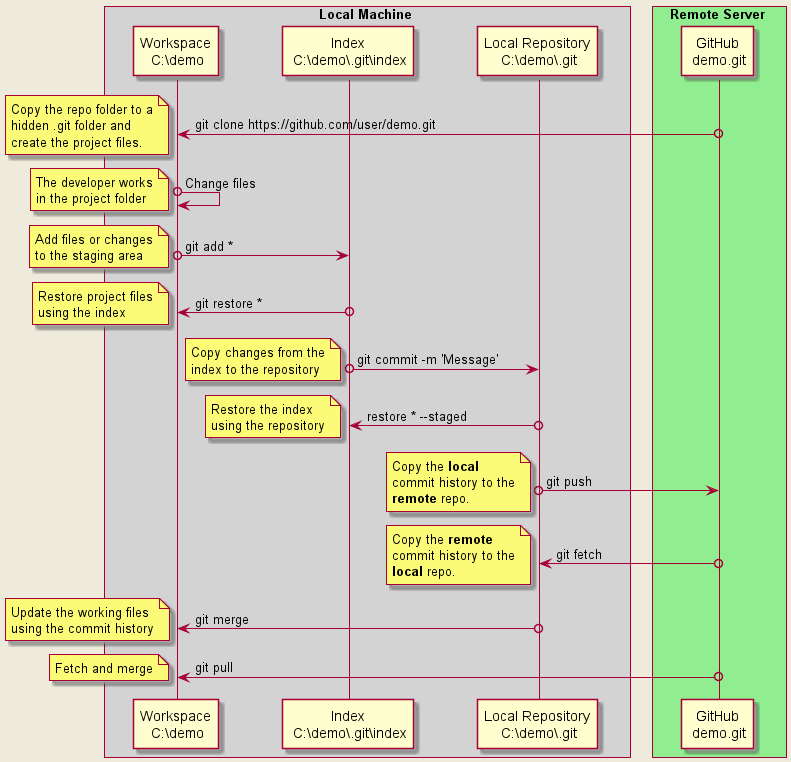 Local Machine
Remote Server
Workspace
C:\demo
Index
C:\demo\.git\index
Local Repository
C:\demo\.git
GitHub
demo.git
Copy the repo folder to a
hidden .git folder and
create the project files.
git clone https://github.com/user/demo.git
The developer works
in the project folder
Change files
Add files or changes
to the staging area
git add *
Restore project files
using the index
git restore *
Copy changes from the
index to the repository
git commit -m 'Message'
Restore the index
using the repository
restore * --staged
Copy the local
commit history to the
remote repo.
git push
Copy the remote
commit history to the
local repo.
git fetch
Update the working files
using the commit history
git merge
Fetch and merge
git pull
Workspace
C:\demo
Index
C:\demo\.git\index
Local Repository
C:\demo\.git
GitHub
demo.git